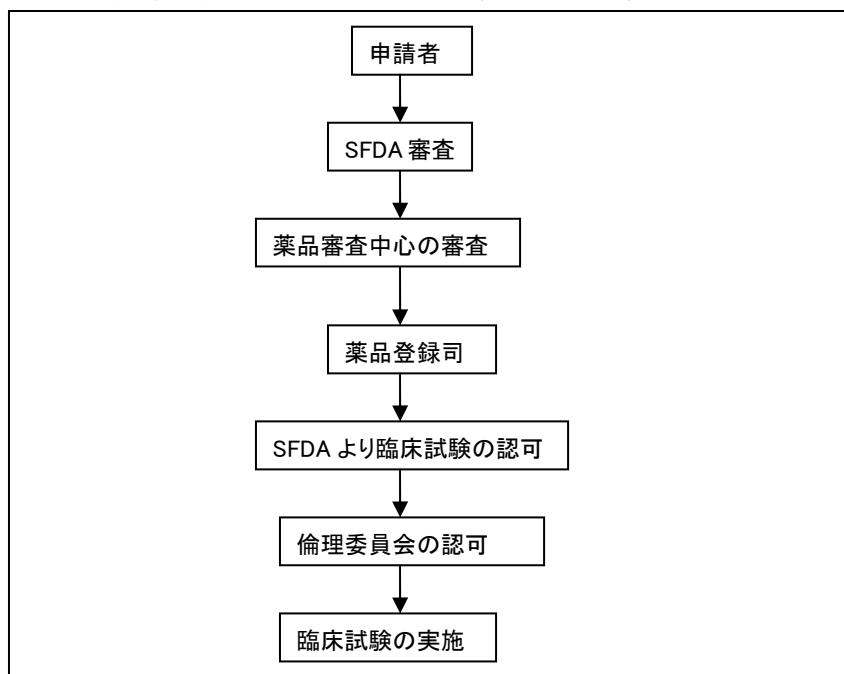 申請者
SFDA 審査
薬品審査中心の審査
薬品登録司
SFDA より臨床試験の認可
倫理委員会の認可
臨床試験の実施